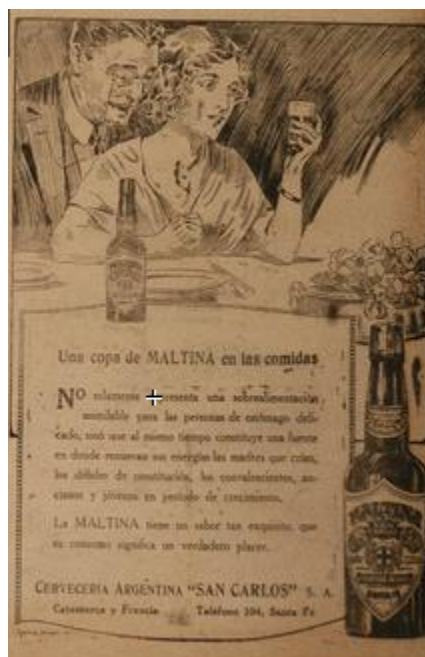 Una copa de MALTINA en las comidas
No solamente representa una sobrealimentación
asimilable para las personas de estómago deli-
cado, sinó que al mismo tiempo constituye una fuente
en donde renuevan sus energías las madres que crían,
los débiles de constitución, los convalecientes, an-
cianos y jóvenes en período de crecimiento.
La MALTINA tiene un sabor tan exquisito, que
su consumo significa un verdadero placer.
CERVECERIA ARGENTINA "SAN CARLOS" S. A.
Catamarca y Francia Teléfono 104, Santa Fe
MALTINA